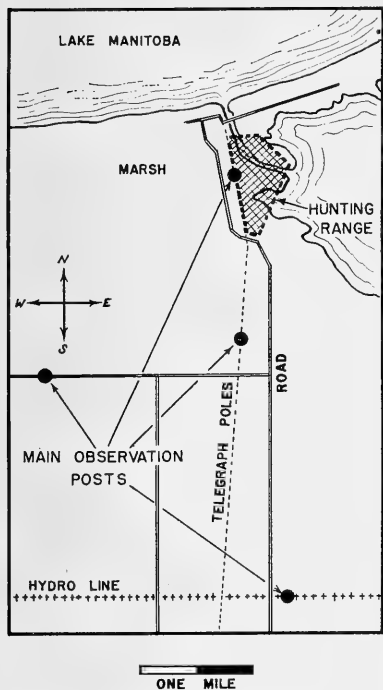 LAKE MANITOBA
MARSH
HUNTING
RANGE
N
W E
S
ROAD
TELEGRAPH POLES
MAIN OBSERVATION
POSTS
HYDRO LINE
ONE MILE